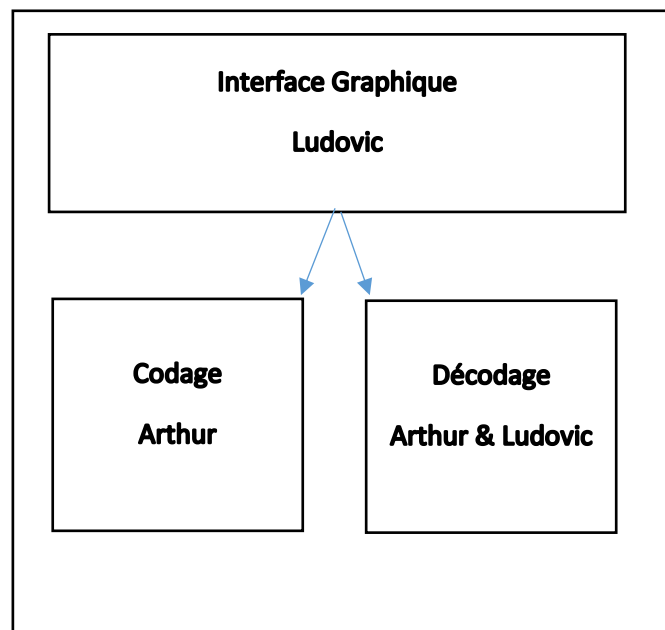 Interface Graphique
Ludovic
Codage
Arthur
Décodage
Arthur & Ludovic